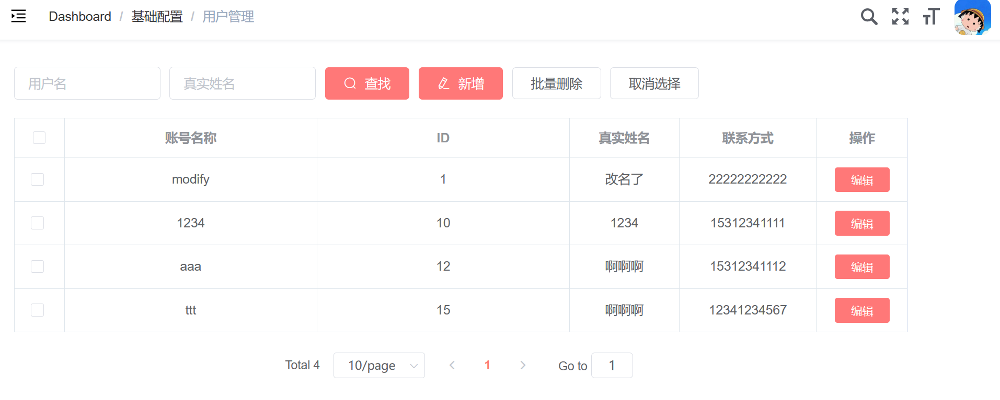 Dashboard / 基础配置 / 用户管理
用户名 真实姓名 查找 新增 批量删除 取消选择
账号名称 ID 真实姓名 联系方式 操作
modify 1 改名了 22222222222 编辑
1234 10 1234 15312341111 编辑
aaa 12 啊啊啊 15312341112 编辑
ttt 15 啊啊啊 12341234567 编辑
Total 4 10/page 1 Go to 1